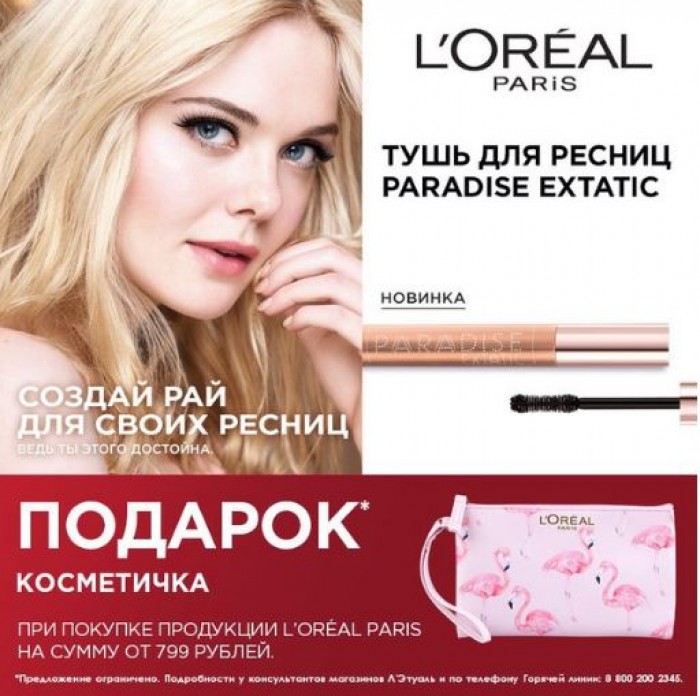 L'ORÉAL
PARIS
ТУШЬ ДЛЯ РЕСНИЦ
PARADISE EXTATIC
НОВИНКА
PARADISE
EXTATIC
СОЗДАЙ РАЙ
ДЛЯ СВОИХ РЕСНИЦ
ВЕДЬ ТЫ ЭТОГО ДОСТОЙНА.
ПОДАРОК*
КОСМЕТИЧКА
L'ORÉAL
PARIS
ПРИ ПОКУПКЕ ПРОДУКЦИИ L'ORÉAL PARIS
НА СУММУ ОТ 799 РУБЛЕЙ.
*Предложение ограничено. Подробности у консультантов магазинов Л'Этуаль и по телефону Горячей линии: 8 800 200 2345.